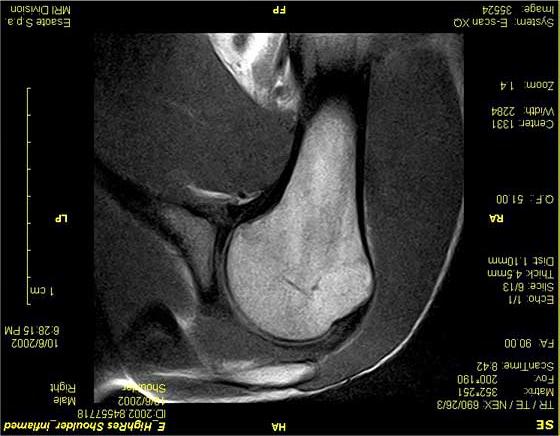 SE
HA
E_HighRes Shoulder_inflamed
TR / TE / NEX: 690/26/3
Matrix: 352*251
Fov: 200*190
ScanTime: 8:42
FA: 90.00
Echo: 1/1
Slice: 6/13
Thick: 4.5mm
Dist: 1.10mm
RA
Q.F.: 51.00
Center: 1331
Width: 2284
Zoom: 1.4
System: E-scan XQ
Image: 35524
ID:2002.84557718
10/6/2002 Male
Shoulder Right
10/6/2002
6:28:15 PM
1 cm
LP
Esaote S.p.a.
MRI Division
FP